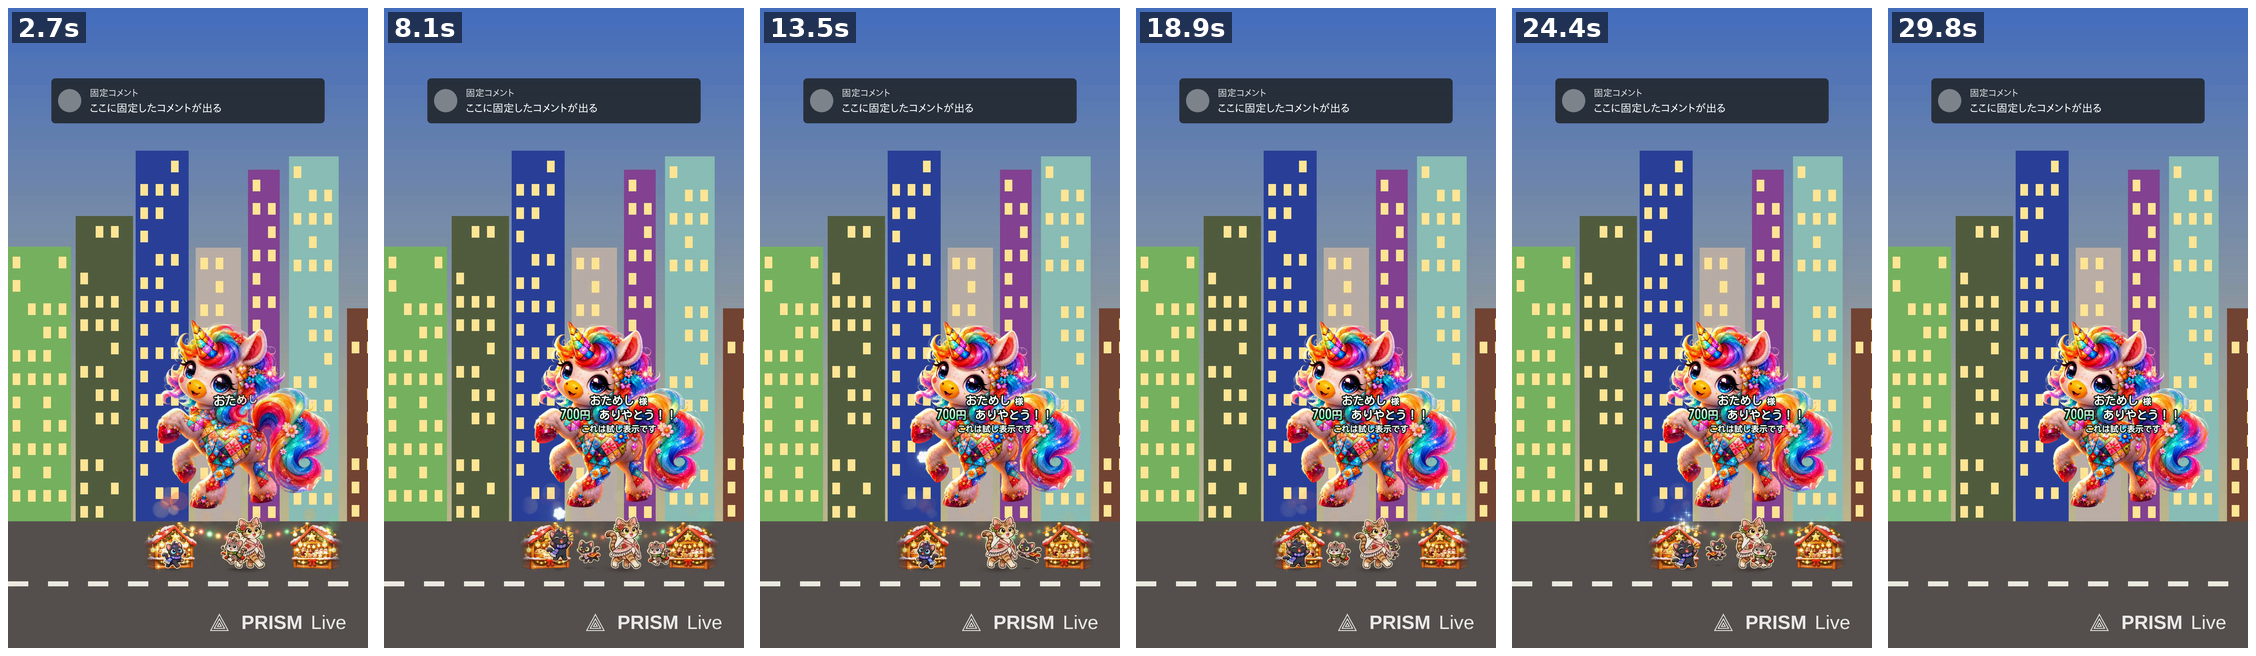 2.7s
固定コメント
ここに固定したコメントが出る
おためし
PRISM Live
8.1s
固定コメント
ここに固定したコメントが出る
おためし 様
700円 ありやとう！！
これは試し表示です
PRISM Live
13.5s
固定コメント
ここに固定したコメントが出る
おためし 様
700円 ありやとう！！
これは試し表示です
PRISM Live
18.9s
固定コメント
ここに固定したコメントが出る
おためし 様
700円 ありやとう！！
これは試し表示です
PRISM Live
24.4s
固定コメント
ここに固定したコメントが出る
おためし 様
700円 ありやとう！！
これは試し表示です
PRISM Live
29.8s
固定コメント
ここに固定したコメントが出る
おためし 様
700円 ありやとう！！
これは試し表示です
PRISM Live